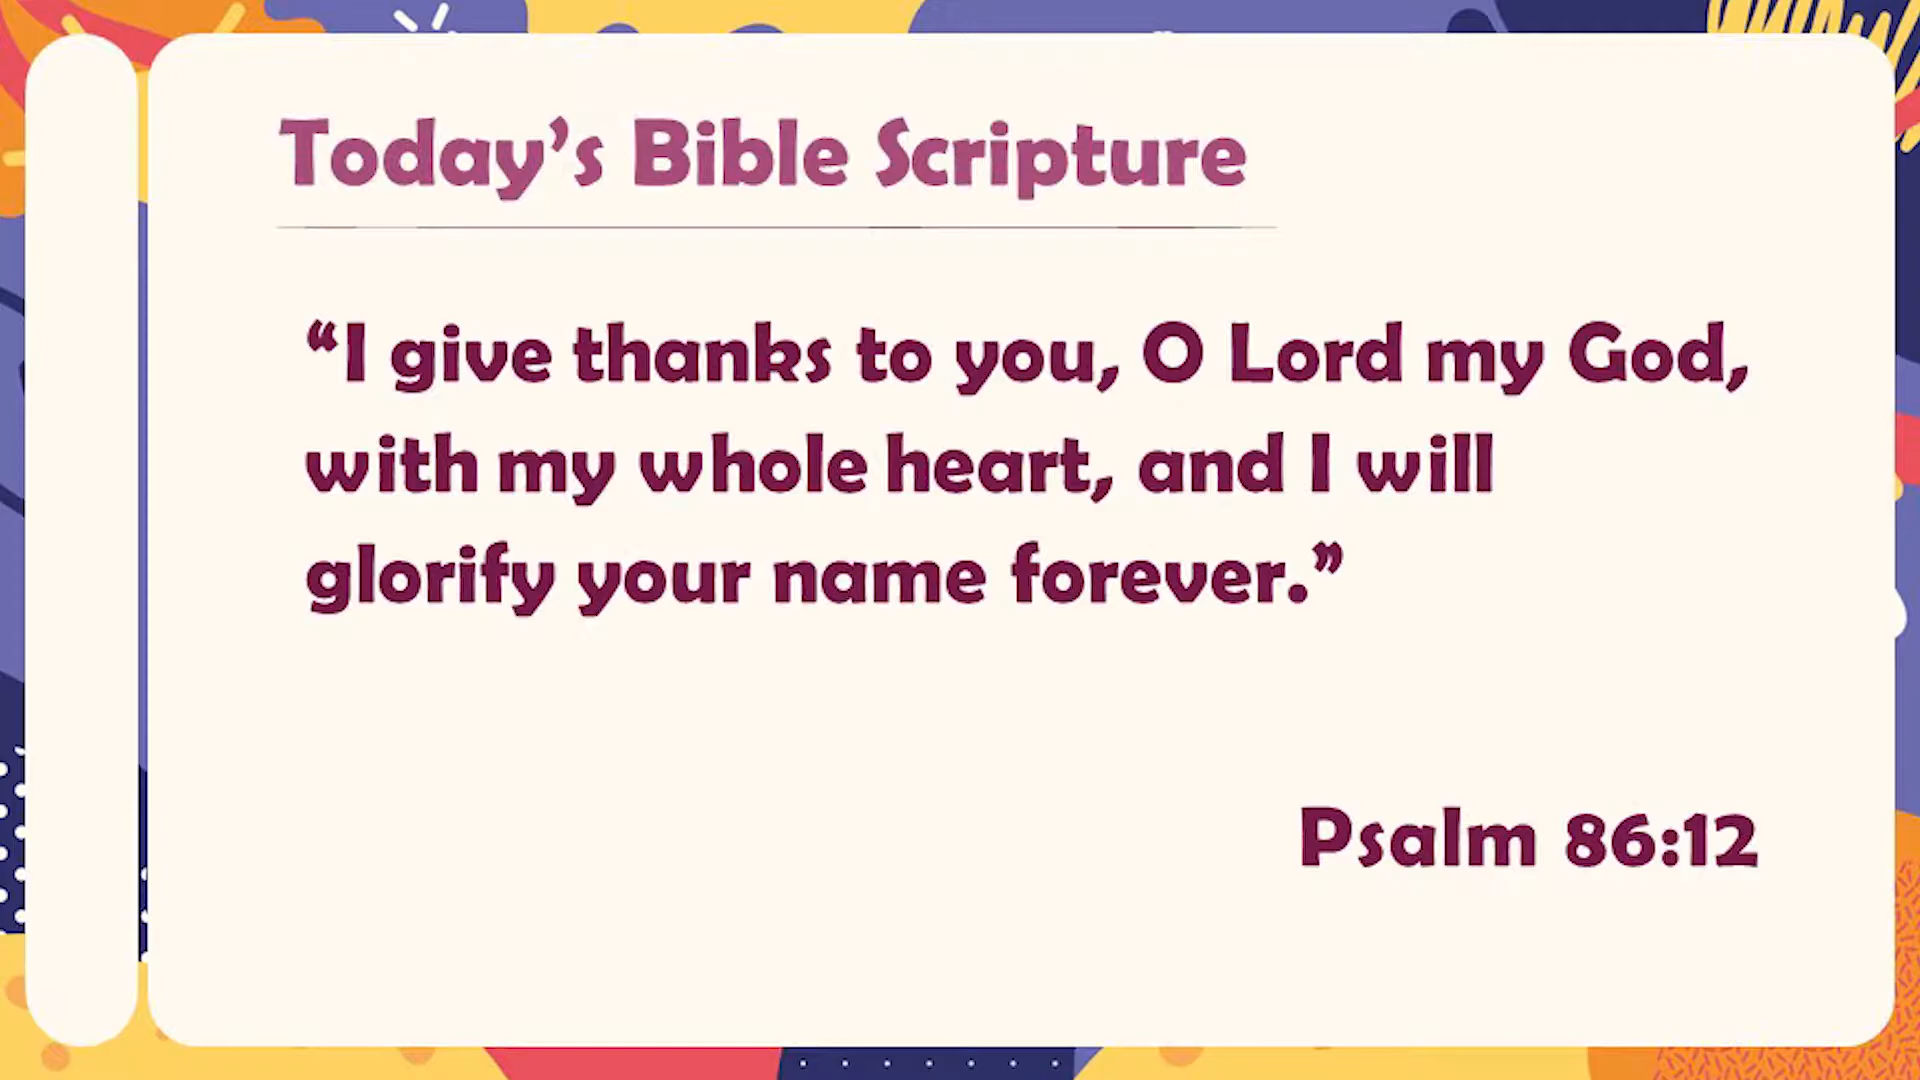 Today’s Bible Scripture
“I give thanks to you, O Lord my God,
with my whole heart, and I will
glorify your name forever.”
Psalm 86:12